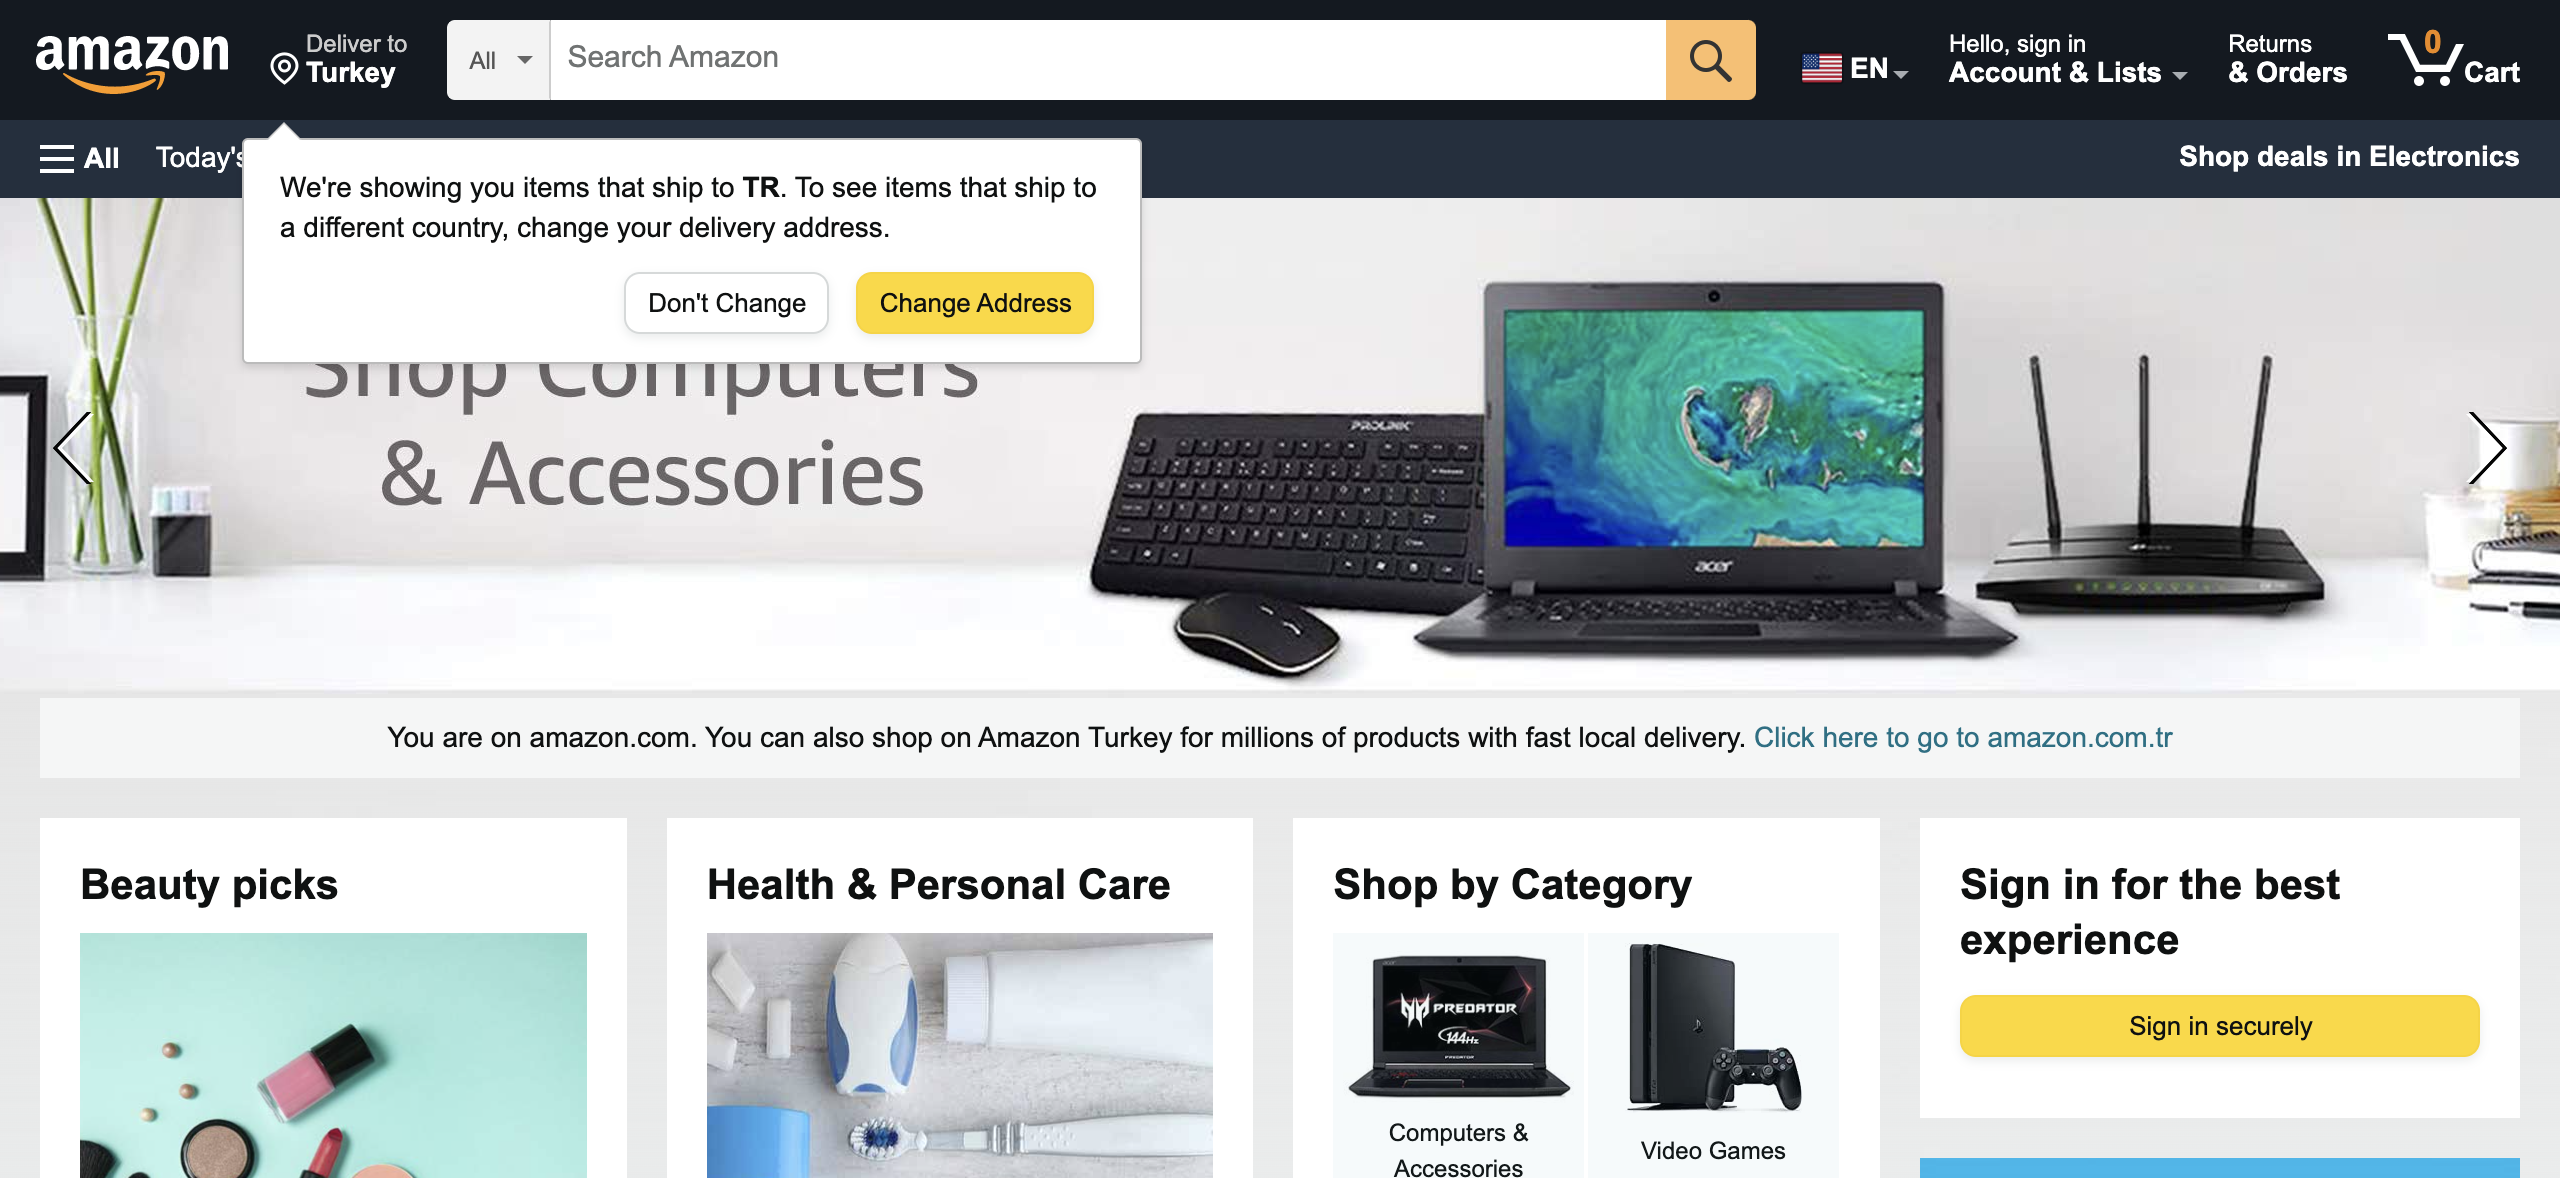 amazon
Deliver to
Turkey
All
Search Amazon
EN
Hello, sign in
Account & Lists
Returns
& Orders
0
Cart
All
Today's
Shop deals in Electronics
We're showing you items that ship to TR. To see items that ship to
a different country, change your delivery address.
Don't Change
Change Address
Shop Computers
& Accessories
PROLINK
acer
You are on amazon.com. You can also shop on Amazon Turkey for millions of products with fast local delivery. Click here to go to amazon.com.tr
Beauty picks
Health & Personal Care
Shop by Category
Sign in for the best
experience
PREDATOR
144Hz
PREDATOR
Sign in securely
Computers &
Accessories
Video Games